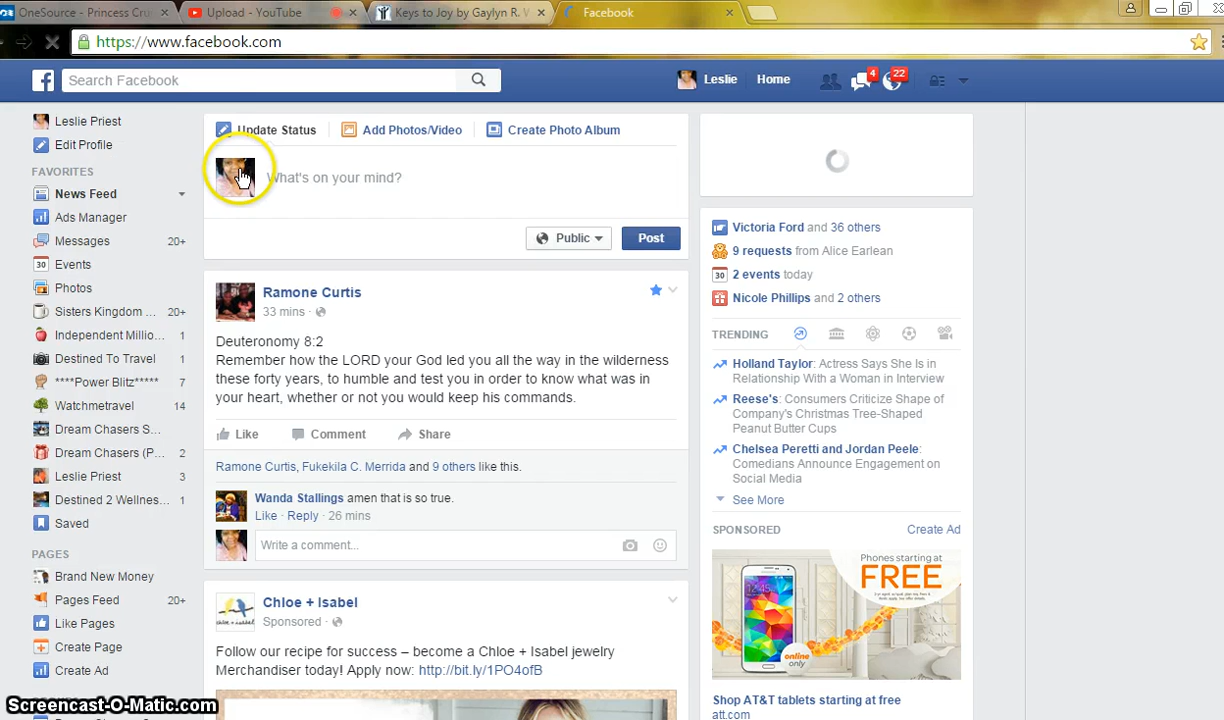 OneSource - Princess Cru
Upload - YouTube
Keys to Joy by Gaylyn R. W
Facebook
https://www.facebook.com
Search Facebook
Leslie
Home
4
22
Leslie Priest
Edit Profile
FAVORITES
News Feed
Ads Manager
Messages 20+
30 Events
Photos
Sisters Kingdom ... 20+
Independent Millio... 1
Destined To Travel 1
****Power Blitz***** 7
Watchmetravel 14
Dream Chasers S...
Dream Chasers (P... 2
Leslie Priest 3
Destined 2 Wellnes...
Saved
PAGES
Brand New Money
Pages Feed 20+
Like Pages
Create Page
Create Ad
Update Status
Add Photos/Video
Create Photo Album
What's on your mind?
Public
Post
Ramone Curtis
33 mins ·
Deuteronomy 8:2
Remember how the LORD your God led you all the way in the wilderness
these forty years, to humble and test you in order to know what was in
your heart, whether or not you would keep his commands.
Like
Comment
Share
Ramone Curtis, Fukekila C. Merrida and 9 others like this.
Wanda Stallings amen that is so true.
Like · Reply · 26 mins
Write a comment...
Chloe + Isabel
Sponsored ·
Follow our recipe for success – become a Chloe + Isabel jewelry
Merchandiser today! Apply now: http://bit.ly/1PO4ofB
Victoria Ford and 36 others
9 requests from Alice Earlean
30 2 events today
Nicole Phillips and 2 others
TRENDING
Holland Taylor: Actress Says She Is in
Relationship With a Woman in Interview
Reese's: Consumers Criticize Shape of
Company's Christmas Tree-Shaped
Peanut Butter Cups
Chelsea Peretti and Jordan Peele:
Comedians Announce Engagement on
Social Media
See More
SPONSORED
Create Ad
Phones starting at
FREE
online
only
Shop AT&T tablets starting at free
att.com
Screencast-O-Matic.com